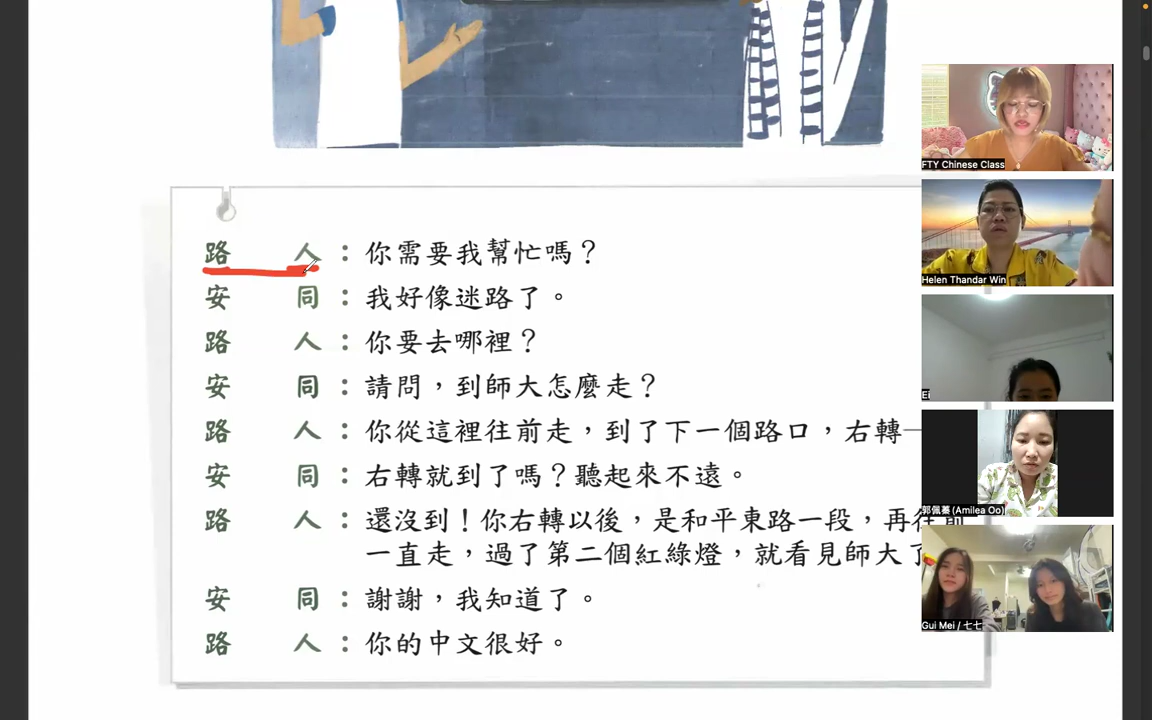 路人：你需要我幫忙嗎？
安同：我好像迷路了。
路人：你要去哪裡？
安同：請問，到師大怎麼走？
路人：你從這裡往前走，到了下一個路口，右轉
安同：右轉就到了嗎？聽起來不遠。
路人：還沒到！你右轉以後，是和平東路一段，再往前
一直走，過了第二個紅綠燈，就看見師大了
安同：謝謝，我知道了。
路人：你的中文很好。
FTY Chinese Class
Helen Thandar Win
Ei
郭佩蓁 (Amilea Oo)
Gui Mei / 七七